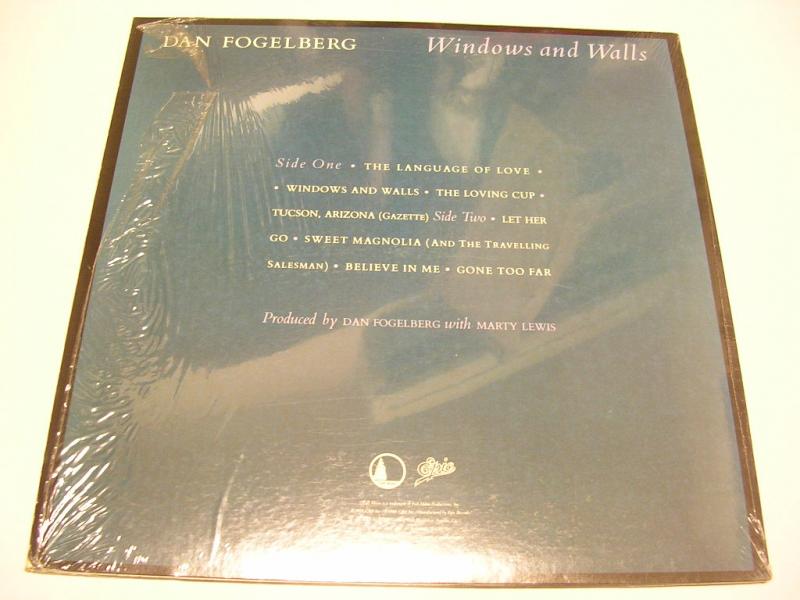 DAN FOGELBERG Windows and Walls
Side One • THE LANGUAGE OF LOVE •
• WINDOWS AND WALLS • THE LOVING CUP •
TUCSON, ARIZONA (GAZETTE) Side Two • LET HER
GO • SWEET MAGNOLIA (AND THE TRAVELLING
SALESMAN) • BELIEVE IN ME • GONE TOO FAR
Produced by DAN FOGELBERG with MARTY LEWIS
Epic